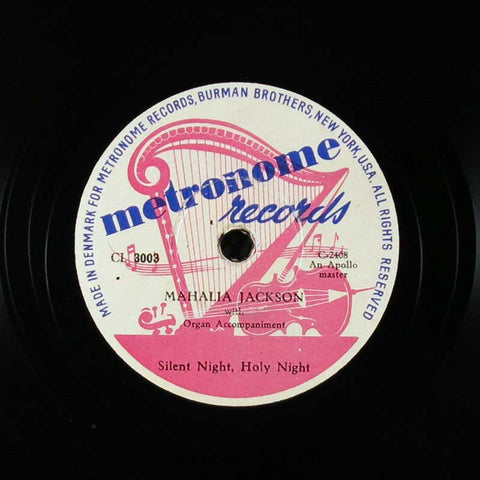 MADE IN DENMARK FOR METRONOME RECORDS, BURMAN BROTHERS, NEW YORK, U.S.A. ALL RIGHTS RESERVED
metronome
records
CL 3003
C-2408
An Apollo
master
MAHALIA JACKSON
with
Organ Accompaniment
Silent Night, Holy Night